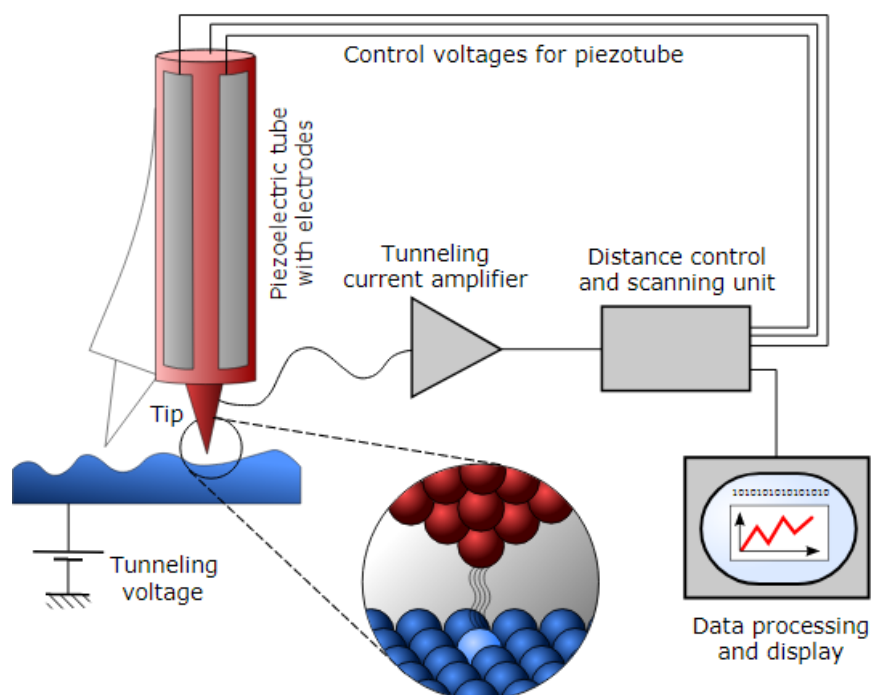 Control voltages for piezotube
Piezoelectric tube
with electrodes
Tunneling
current amplifier
Distance control
and scanning unit
Tip
Tunneling
voltage
1010101010101010
Data processing
and display